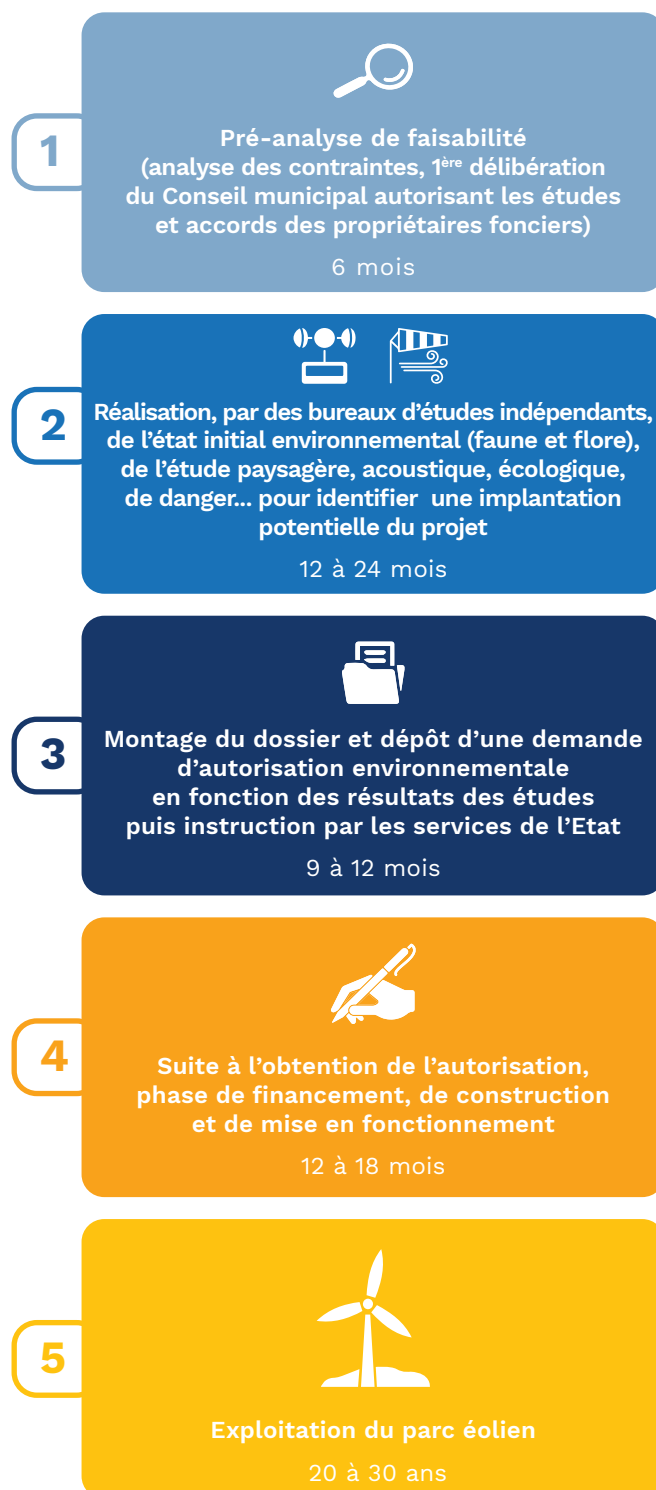 1
Pré-analyse de faisabilité
(analyse des contraintes, 1ère délibération
du Conseil municipal autorisant les études
et accords des propriétaires fonciers)
6 mois
2
Réalisation, par des bureaux d’études indépendants,
de l’état initial environnemental (faune et flore),
de l’étude paysagère, acoustique, écologique,
de danger... pour identifier une implantation
potentielle du projet
12 à 24 mois
3
Montage du dossier et dépôt d’une demande
d’autorisation environnementale
en fonction des résultats des études
puis instruction par les services de l’Etat
9 à 12 mois
4
Suite à l’obtention de l’autorisation,
phase de financement, de construction
et de mise en fonctionnement
12 à 18 mois
5
Exploitation du parc éolien
20 à 30 ans